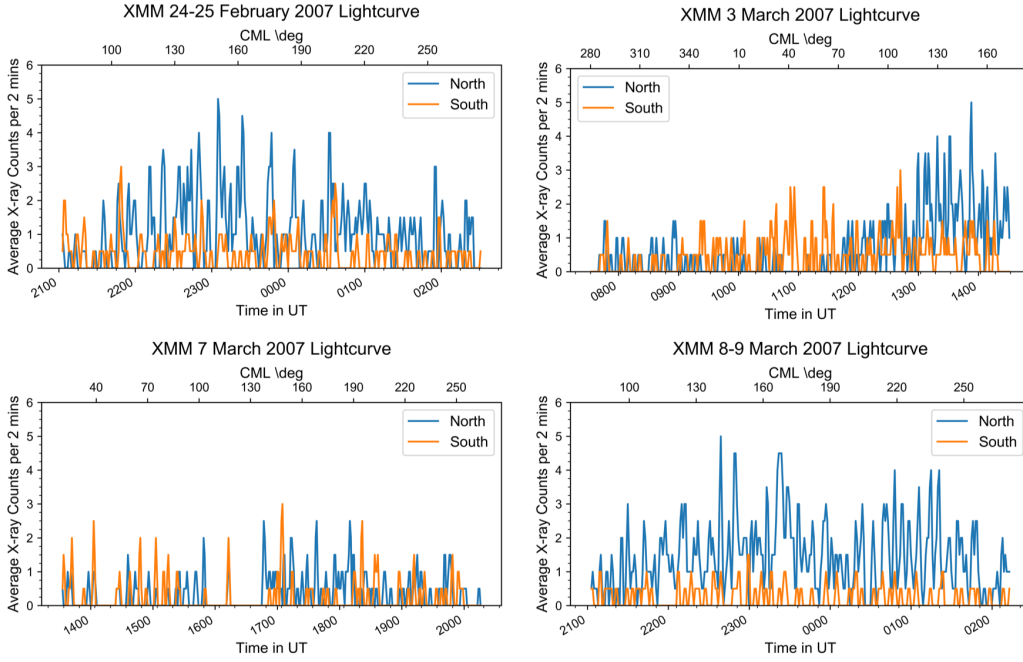 XMM 24-25 February 2007 Lightcurve
CML \deg
100 130 160 190 220 250
Average X-ray Counts per 2 mins
6
5
4
3
2
1
0
North
South
2100 2200 2300 0000 0100 0200
Time in UT
XMM 3 March 2007 Lightcurve
CML \deg
280 310 340 10 40 70 100 130 160
Average X-ray Counts per 2 mins
6
5
4
3
2
1
0
North
South
0800 0900 1000 1100 1200 1300 1400
Time in UT
XMM 7 March 2007 Lightcurve
CML \deg
40 70 100 130 160 190 220 250
Average X-ray Counts per 2 mins
6
5
4
3
2
1
0
North
South
1400 1500 1600 1700 1800 1900 2000
Time in UT
XMM 8-9 March 2007 Lightcurve
CML \deg
100 130 160 190 220 250
Average X-ray Counts per 2 mins
6
5
4
3
2
1
0
North
South
2100 2200 2300 0000 0100 0200
Time in UT